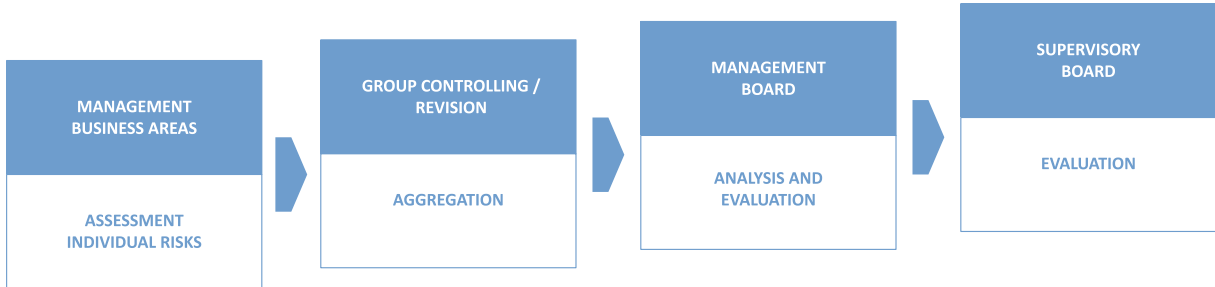 MANAGEMENT
BUSINESS AREAS
ASSESSMENT
INDIVIDUAL RISKS
GROUP CONTROLLING /
REVISION
AGGREGATION
MANAGEMENT
BOARD
ANALYSIS AND
EVALUATION
SUPERVISORY
BOARD
EVALUATION